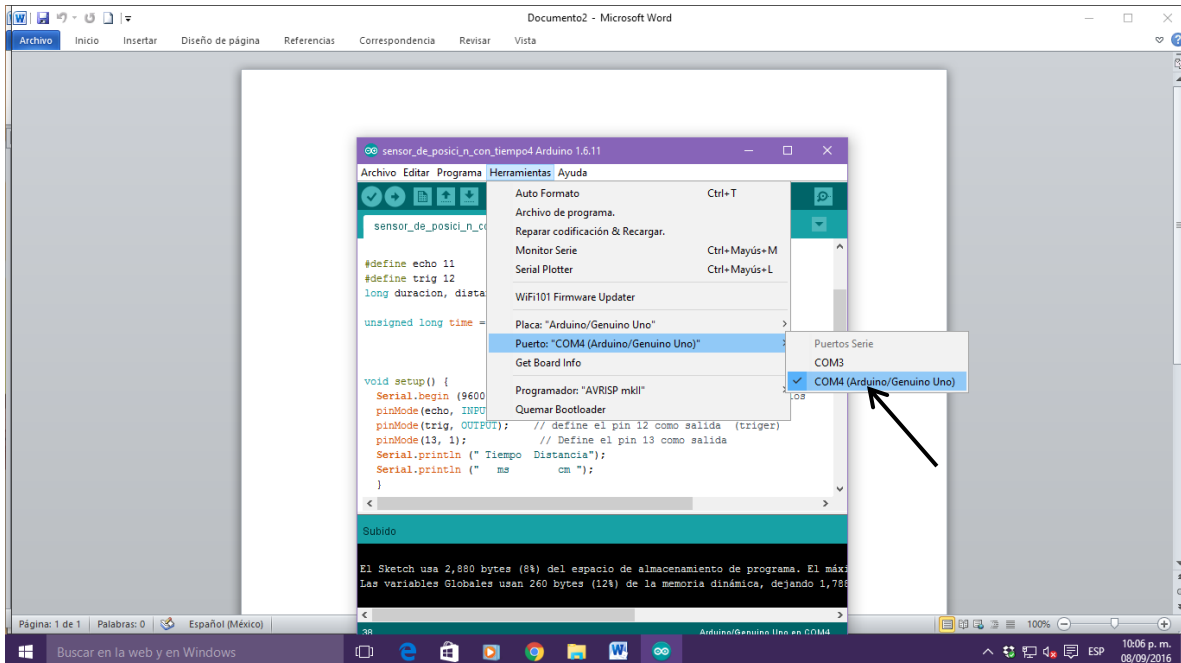 Documento2 - Microsoft Word
Archivo Inicio Insertar Diseño de página Referencias Correspondencia Revisar Vista
sensor_de_posici_n_con_tiempo4 Arduino 1.6.11
Archivo Editar Programa Herramientas Ayuda
sensor_de_posici_n_co
Auto Formato Ctrl+T
Archivo de programa.
Reparar codificación & Recargar.
Monitor Serie Ctrl+Mayús+M
Serial Plotter Ctrl+Mayús+L
WiFi101 Firmware Updater
Placa: "Arduino/Genuino Uno"
Puerto: "COM4 (Arduino/Genuino Uno)"
Get Board Info
Programador: "AVRISP mkII"
Quemar Bootloader
Puertos Serie
COM3
COM4 (Arduino/Genuino Uno)
#define echo 11
#define trig 12
long duracion, dista
unsigned long time =
void setup() {
Serial.begin (9600 ios
pinMode(echo, INPU
pinMode(trig, OUTPUT); // define el pin 12 como salida (triger)
pinMode(13, 1); // Define el pin 13 como salida
Serial.println (" Tiempo Distancia");
Serial.println (" ms cm ");
}
Subido
El Sketch usa 2,880 bytes (8%) del espacio de almacenamiento de programa. El máxi
Las variables Globales usan 260 bytes (12%) de la memoria dinámica, dejando 1,788
38 Arduino/Genuino Uno en COM4
Página: 1 de 1 Palabras: 0 Español (México) 100%
Buscar en la web y en Windows
ESP
10:06 p. m.
08/09/2016